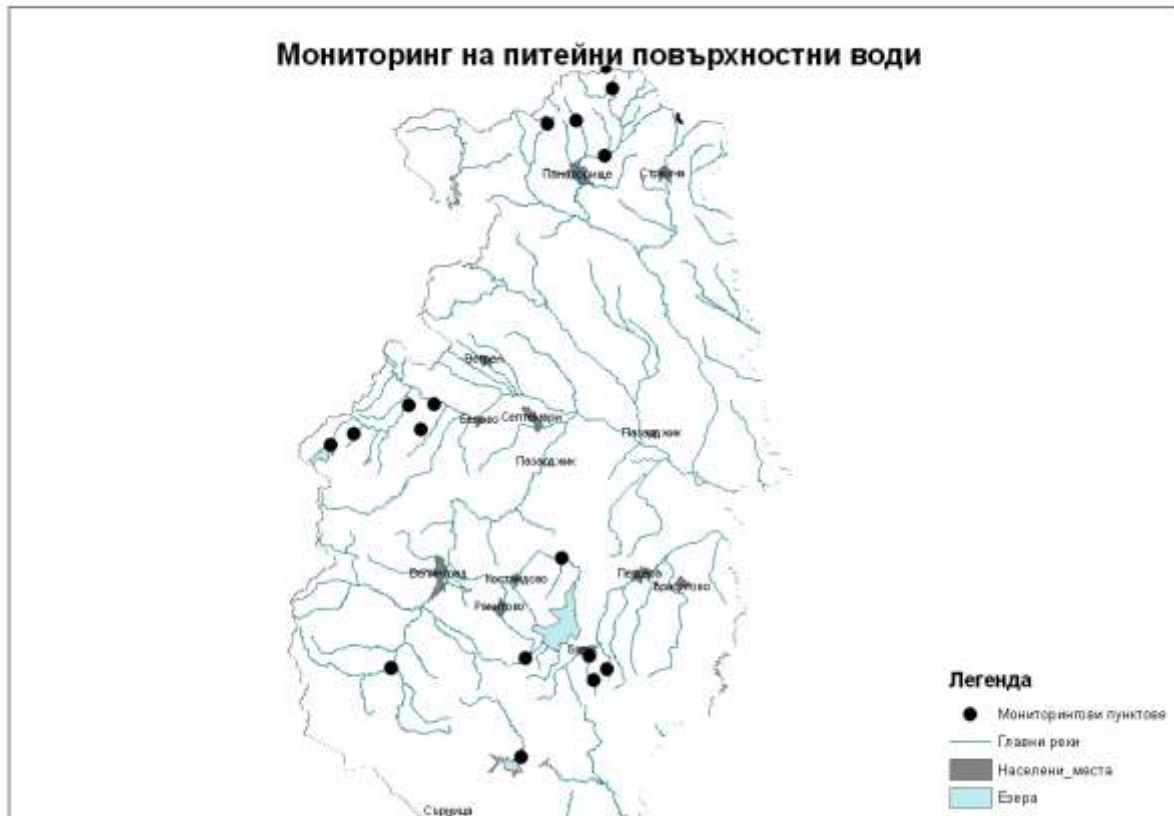 Мониторинг на питейни повърхностни води
Панагюрище
Стрелча
Ветрен
Белово
Септември
Пазарджик
Пазарджик
Велинград
Костандово
Пещера
Брацигово
Ракитово
Сърница
Легенда
Мониторингови пунктове
Главни реки
Населени_места
Езера